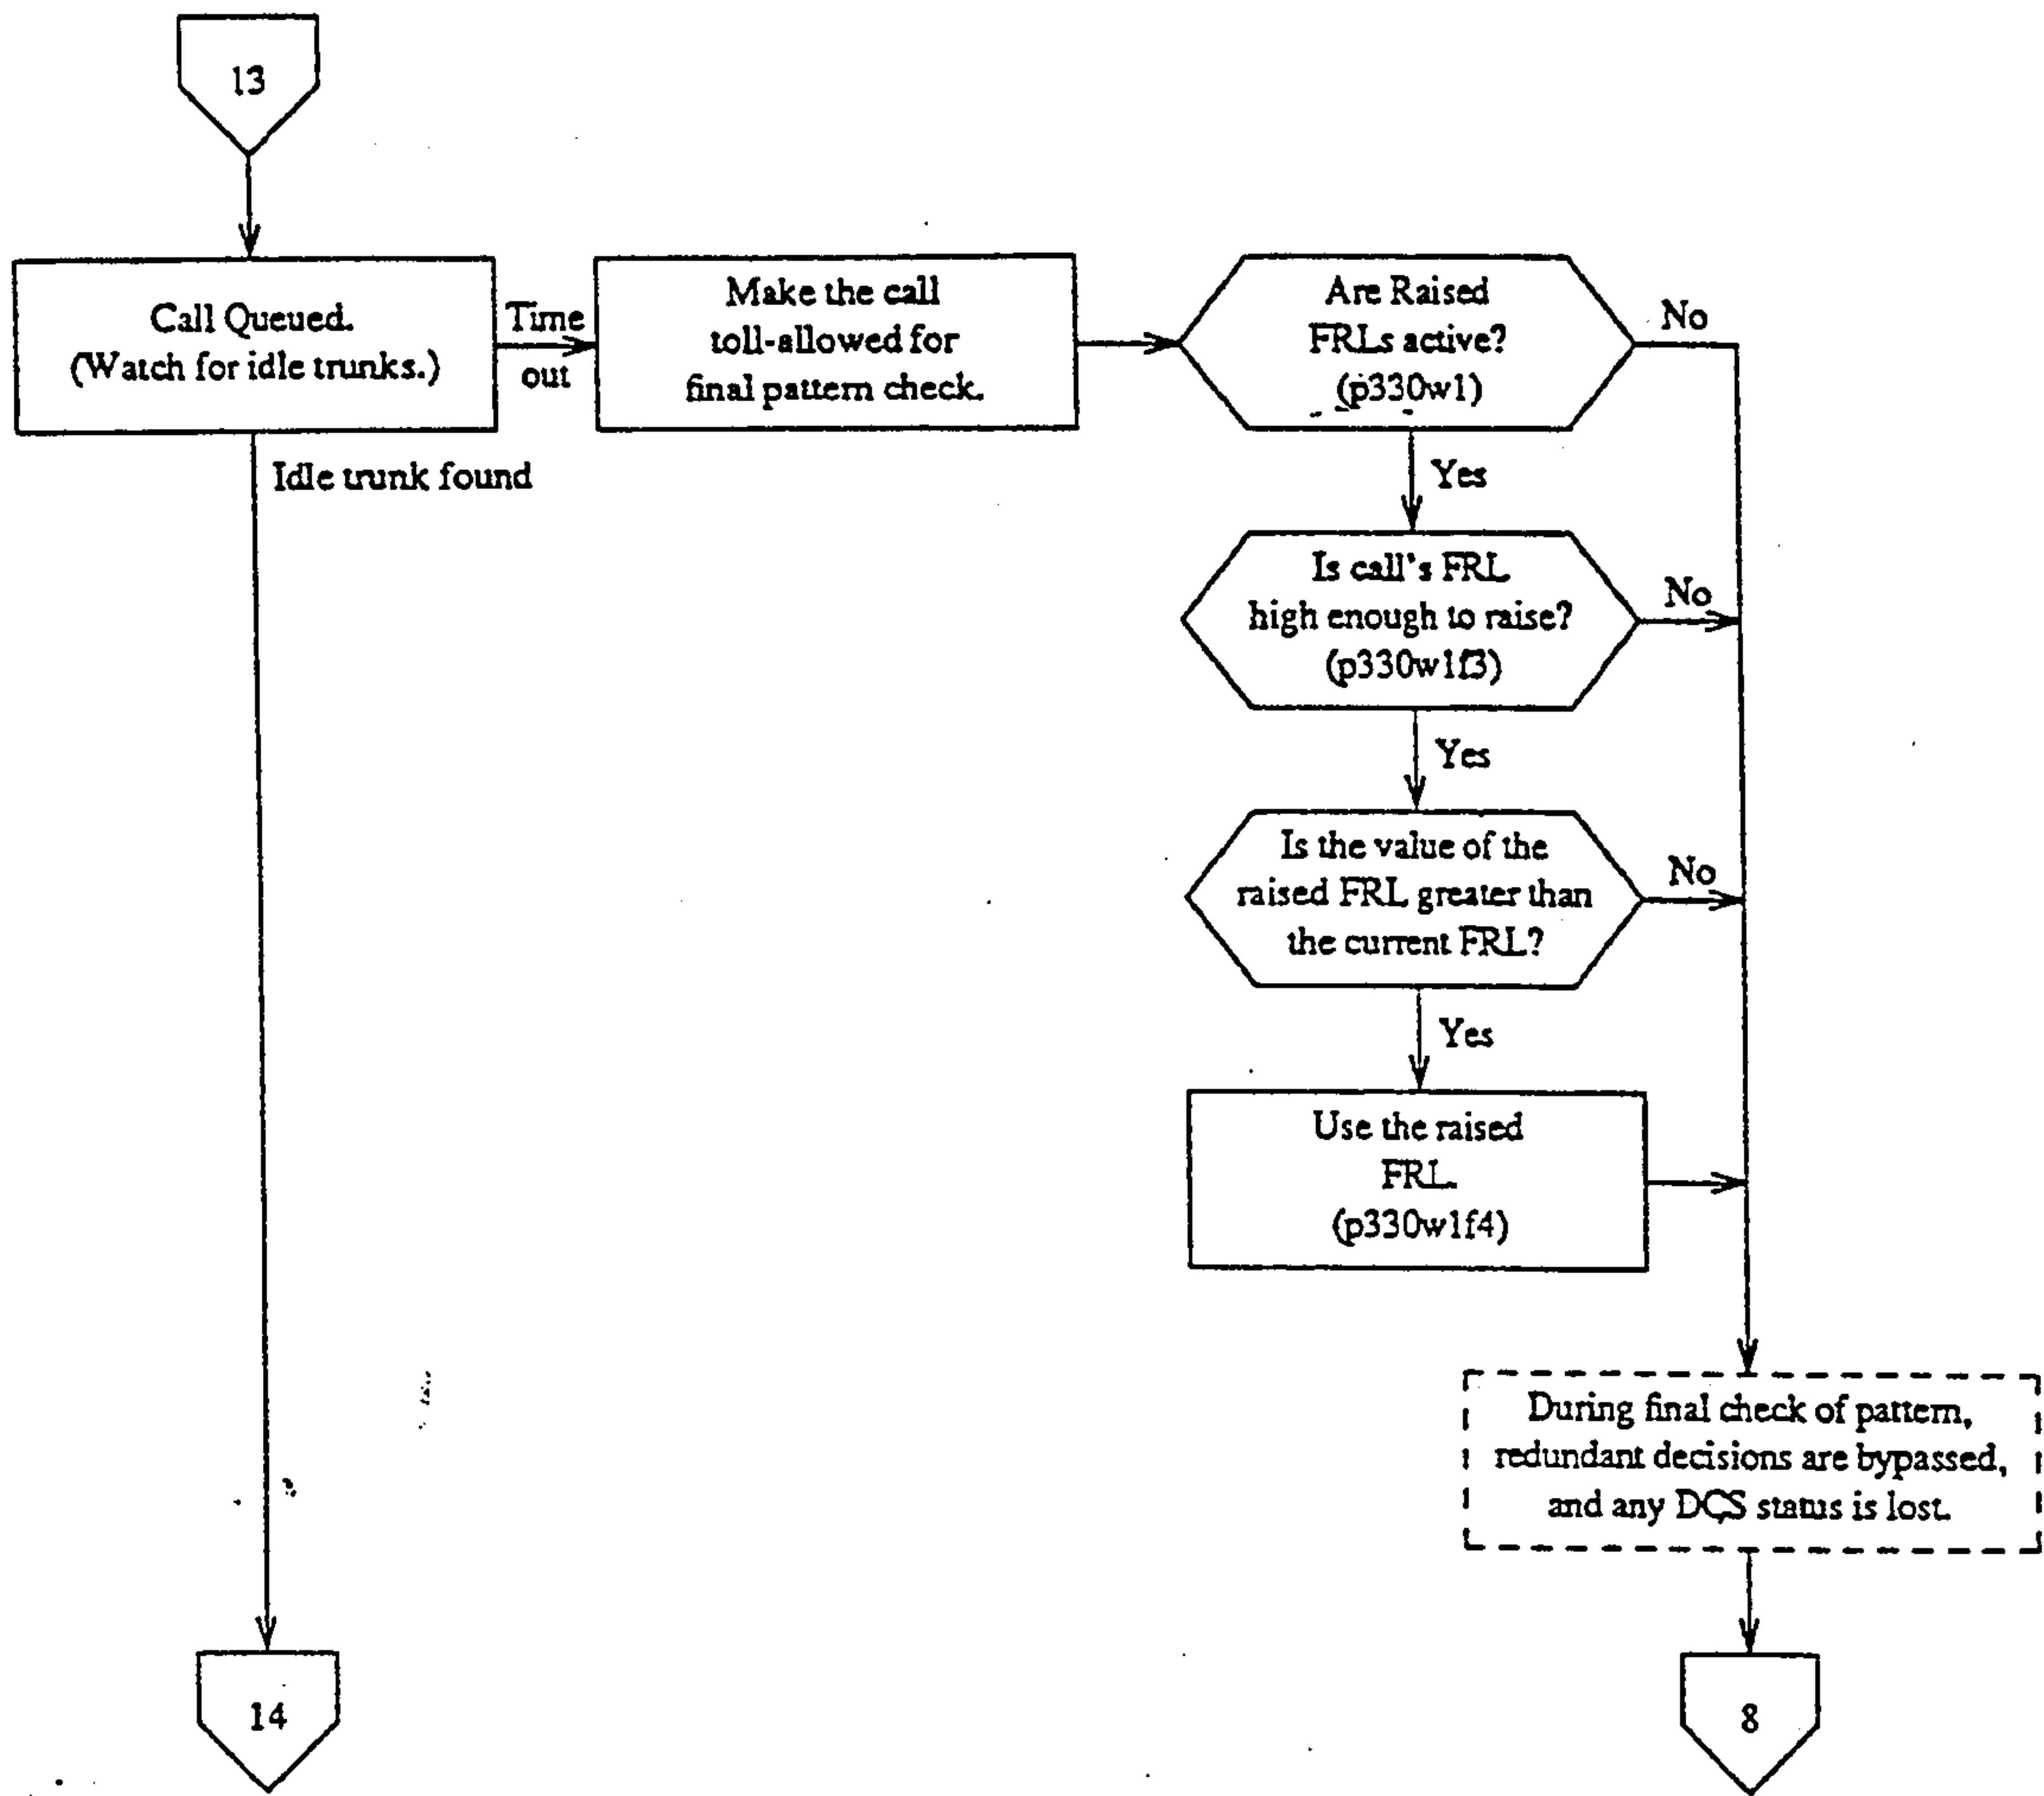 13
Call Queued.
(Watch for idle trunks.)
Time
out
Make the call
toll-allowed for
final pattern check.
Are Raised
FRLs active?
(p330w1)
No
Yes
Idle trunk found
Is call's FRL
high enough to raise?
(p330w1f3)
No
Yes
Is the value of the
raised FRL greater than
the current FRL?
No
Yes
Use the raised
FRL.
(p330w1f4)
During final check of pattern,
redundant decisions are bypassed,
and any DCS status is lost.
14
8